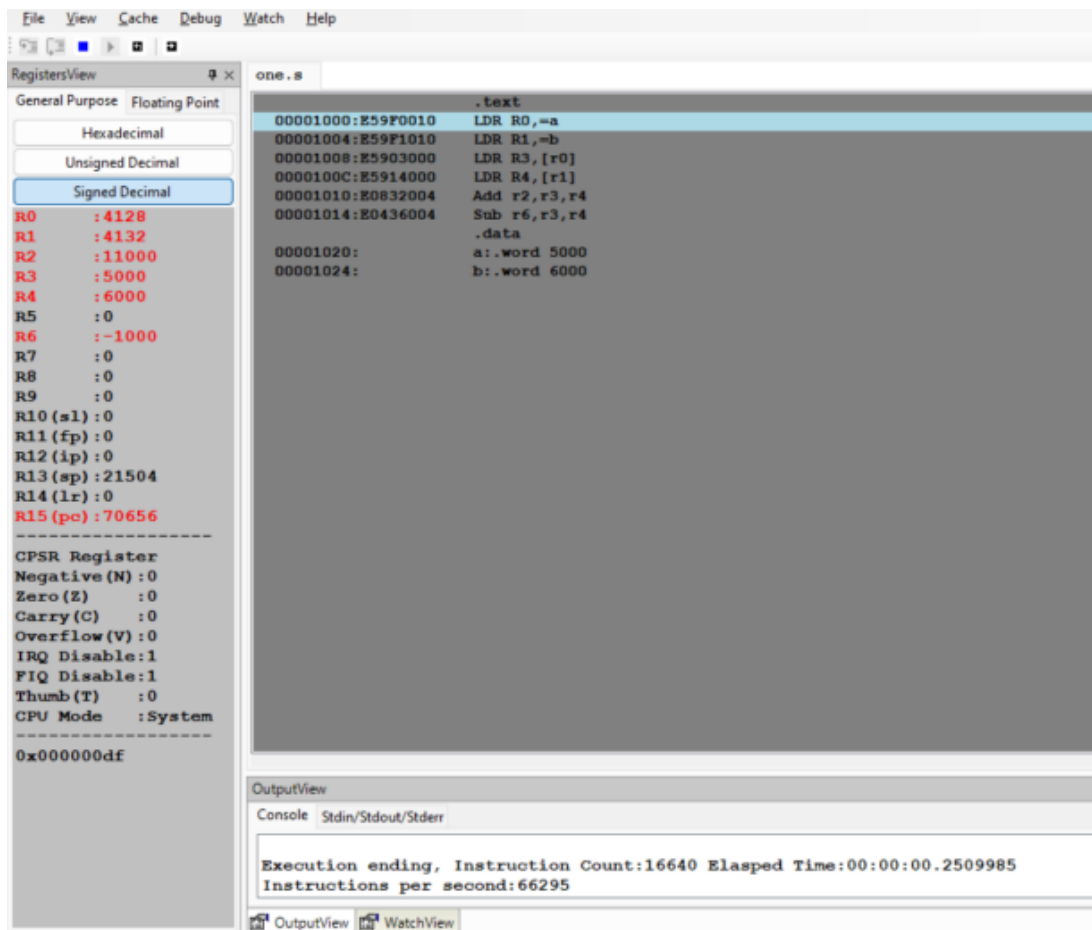 File View Cache Debug Watch Help
RegistersView
General Purpose Floating Point
Hexadecimal
Unsigned Decimal
Signed Decimal
R0 :4128
R1 :4132
R2 :11000
R3 :5000
R4 :6000
R5 :0
R6 :-1000
R7 :0
R8 :0
R9 :0
R10(sl):0
R11(fp):0
R12(ip):0
R13(sp):21504
R14(lr):0
R15(pc):70656
-------------------
CPSR Register
Negative(N):0
Zero(Z) :0
Carry(C) :0
Overflow(V):0
IRQ Disable:1
FIQ Disable:1
Thumb(T) :0
CPU Mode :System
-------------------
0x000000df
one.s
.text
00001000:E59F0010 LDR R0,=a
00001004:E59F1010 LDR R1,=b
00001008:E5903000 LDR R3,[r0]
0000100C:E5914000 LDR R4,[r1]
00001010:E0832004 Add r2,r3,r4
00001014:E0436004 Sub r6,r3,r4
.data
00001020: a:.word 5000
00001024: b:.word 6000
OutputView
Console Stdin/Stdout/Stderr
Execution ending, Instruction Count:16640 Elasped Time:00:00:00.2509985
Instructions per second:66295
OutputView WatchView